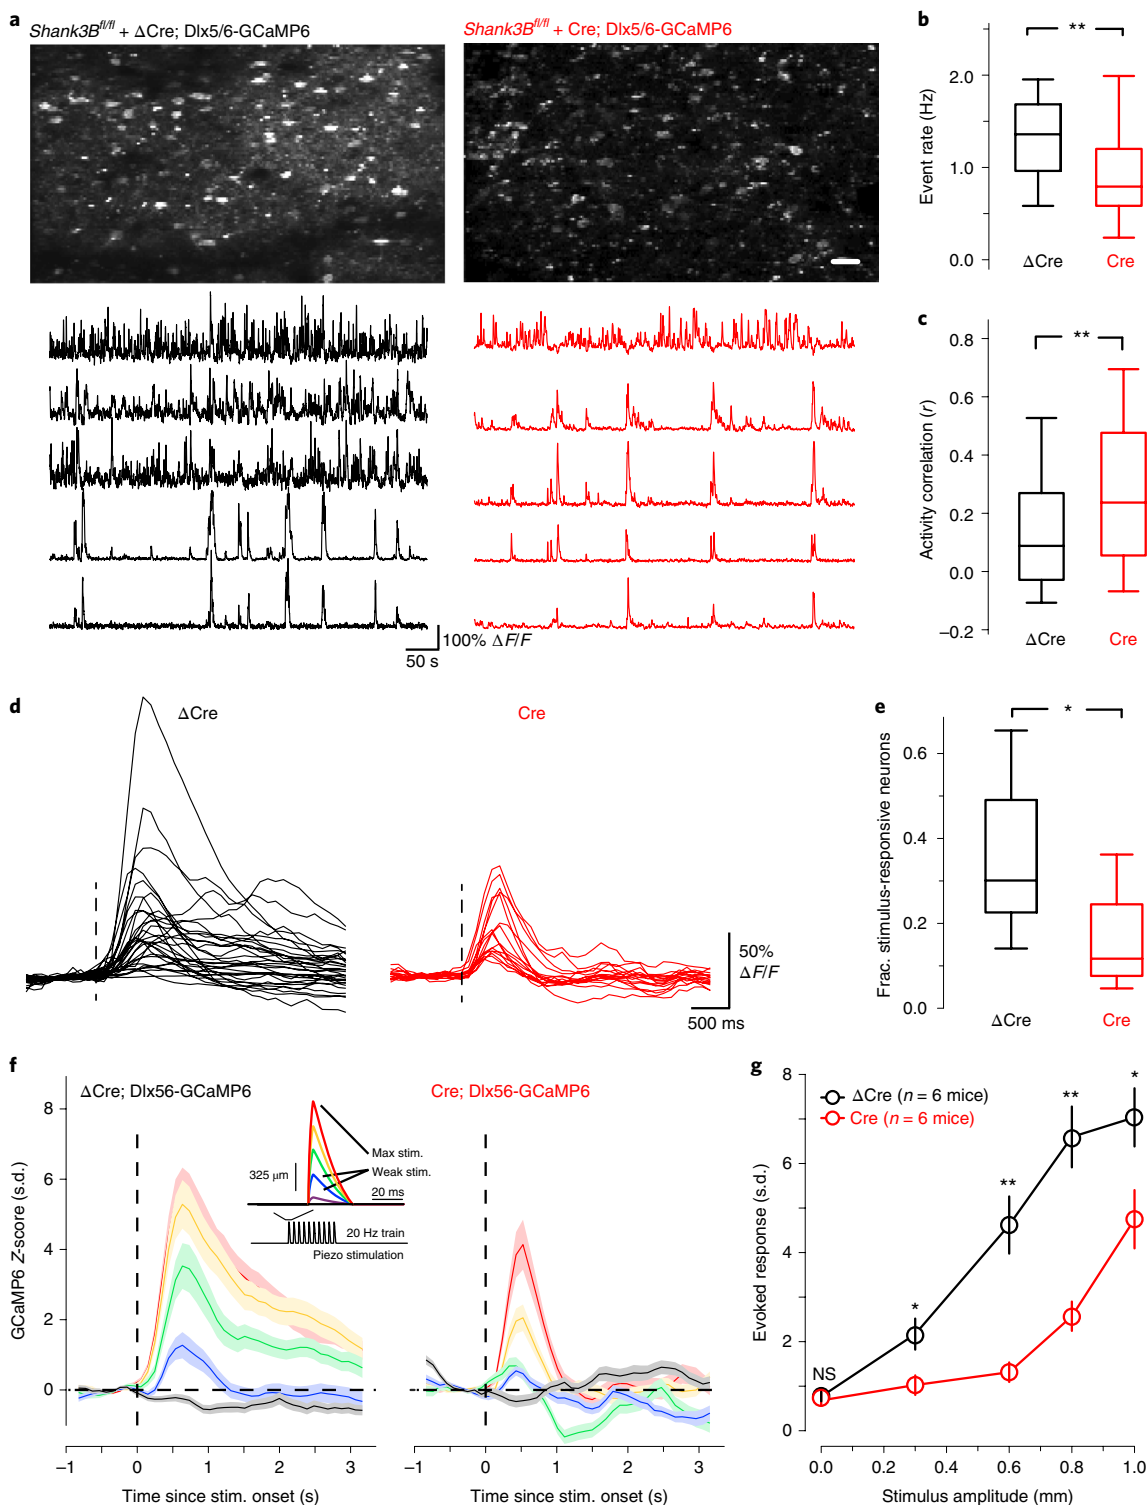 a
Shank3B^fl/fl + ΔCre; Dlx5/6-GCaMP6
Shank3B^fl/fl + Cre; Dlx5/6-GCaMP6
100% ΔF/F
50 s
b
**
Event rate (Hz)
2.0
1.0
0.0
ΔCre
Cre
c
**
Activity correlation (r)
0.8
0.6
0.4
0.2
0.0
–0.2
ΔCre
Cre
d
ΔCre
Cre
50%
ΔF/F
500 ms
e
*
Frac. stimulus-responsive neurons
0.6
0.4
0.2
0.0
ΔCre
Cre
f
ΔCre; Dlx56-GCaMP6
Cre; Dlx56-GCaMP6
GCaMP6 Z-score (s.d.)
8
6
4
2
0
Max stim.
Weak stim.
325 μm
20 ms
20 Hz train
Piezo stimulation
–1 0 1 2 3
–1 0 1 2 3
Time since stim. onset (s)
Time since stim. onset (s)
g
ΔCre (n = 6 mice)
Cre (n = 6 mice)
Evoked response (s.d.)
8
6
4
2
0
NS
*
**
**
*
0.0 0.2 0.4 0.6 0.8 1.0
Stimulus amplitude (mm)